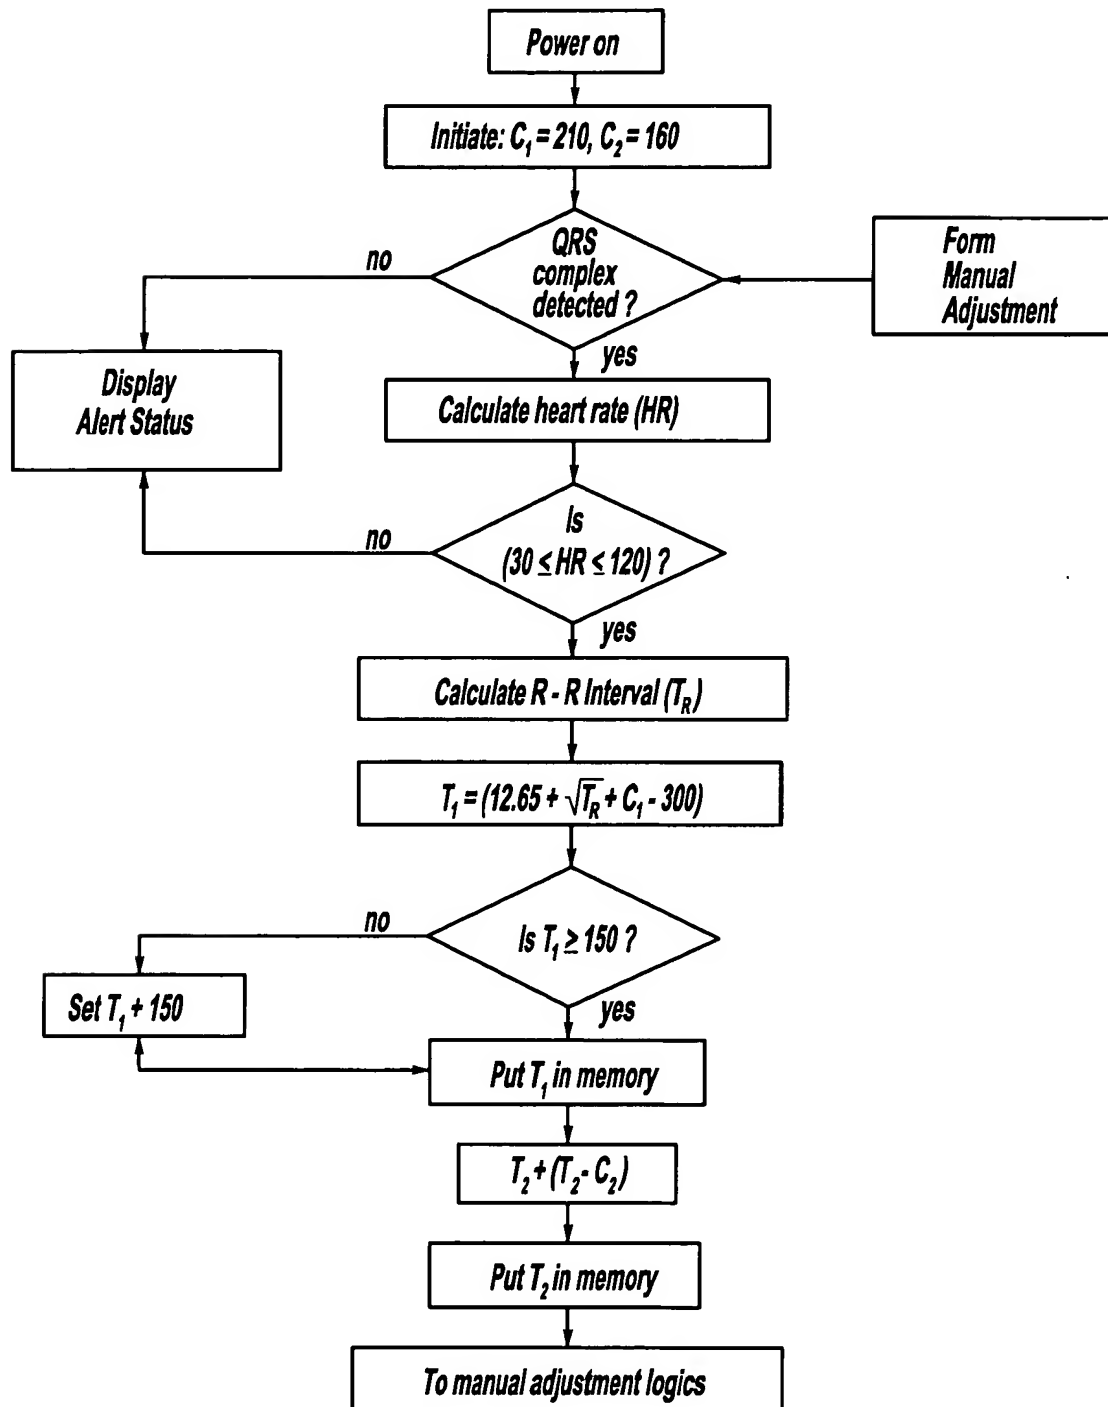 Power on
Initiate: C₁ = 210, C₂ = 160
QRS
complex
detected ?
no
Form
Manual
Adjustment
yes
Display
Alert Status
Calculate heart rate (HR)
Is
(30 ≤ HR ≤ 120) ?
no
yes
Calculate R - R Interval (T_R)
T₁ = (12.65 + √T_R + C₁ - 300)
no
Is T₁ ≥ 150 ?
Set T₁ + 150
yes
Put T₁ in memory
T₂ + (T₂ - C₂)
Put T₂ in memory
To manual adjustment logics